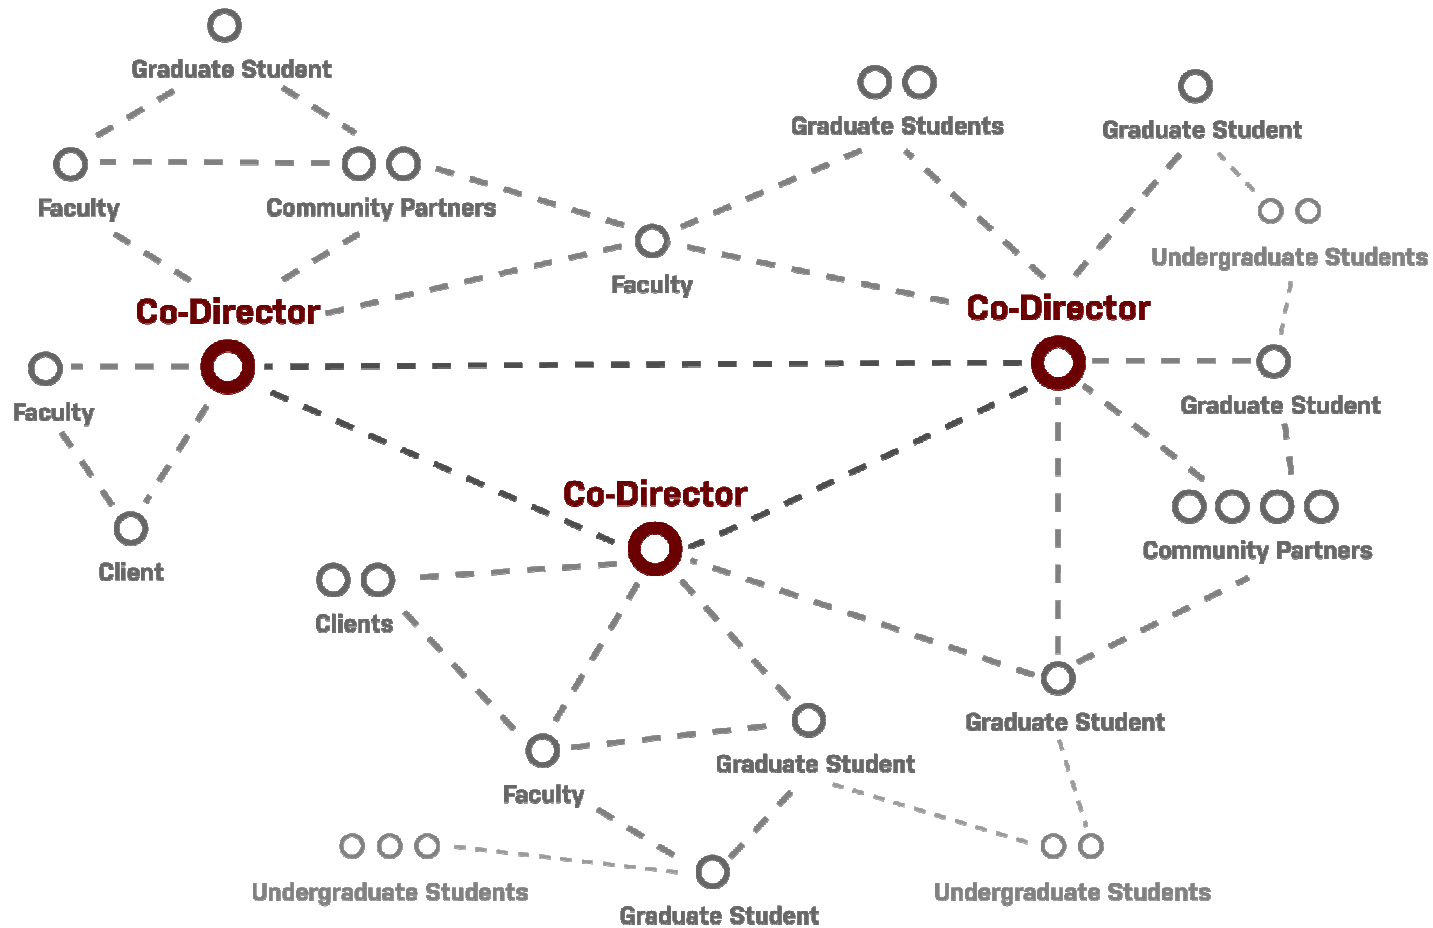 Graduate Student
Graduate Students
Graduate Student
Faculty
Community Partners
Undergraduate Students
Faculty
Co-Director
Co-Director
Faculty
Graduate Student
Co-Director
Community Partners
Client
Clients
Graduate Student
Graduate Student
Faculty
Undergraduate Students
Undergraduate Students
Graduate Student